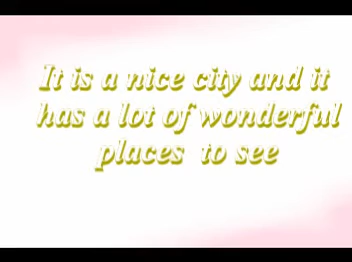 It is a nice city and it
has a lot of wonderful
places to see